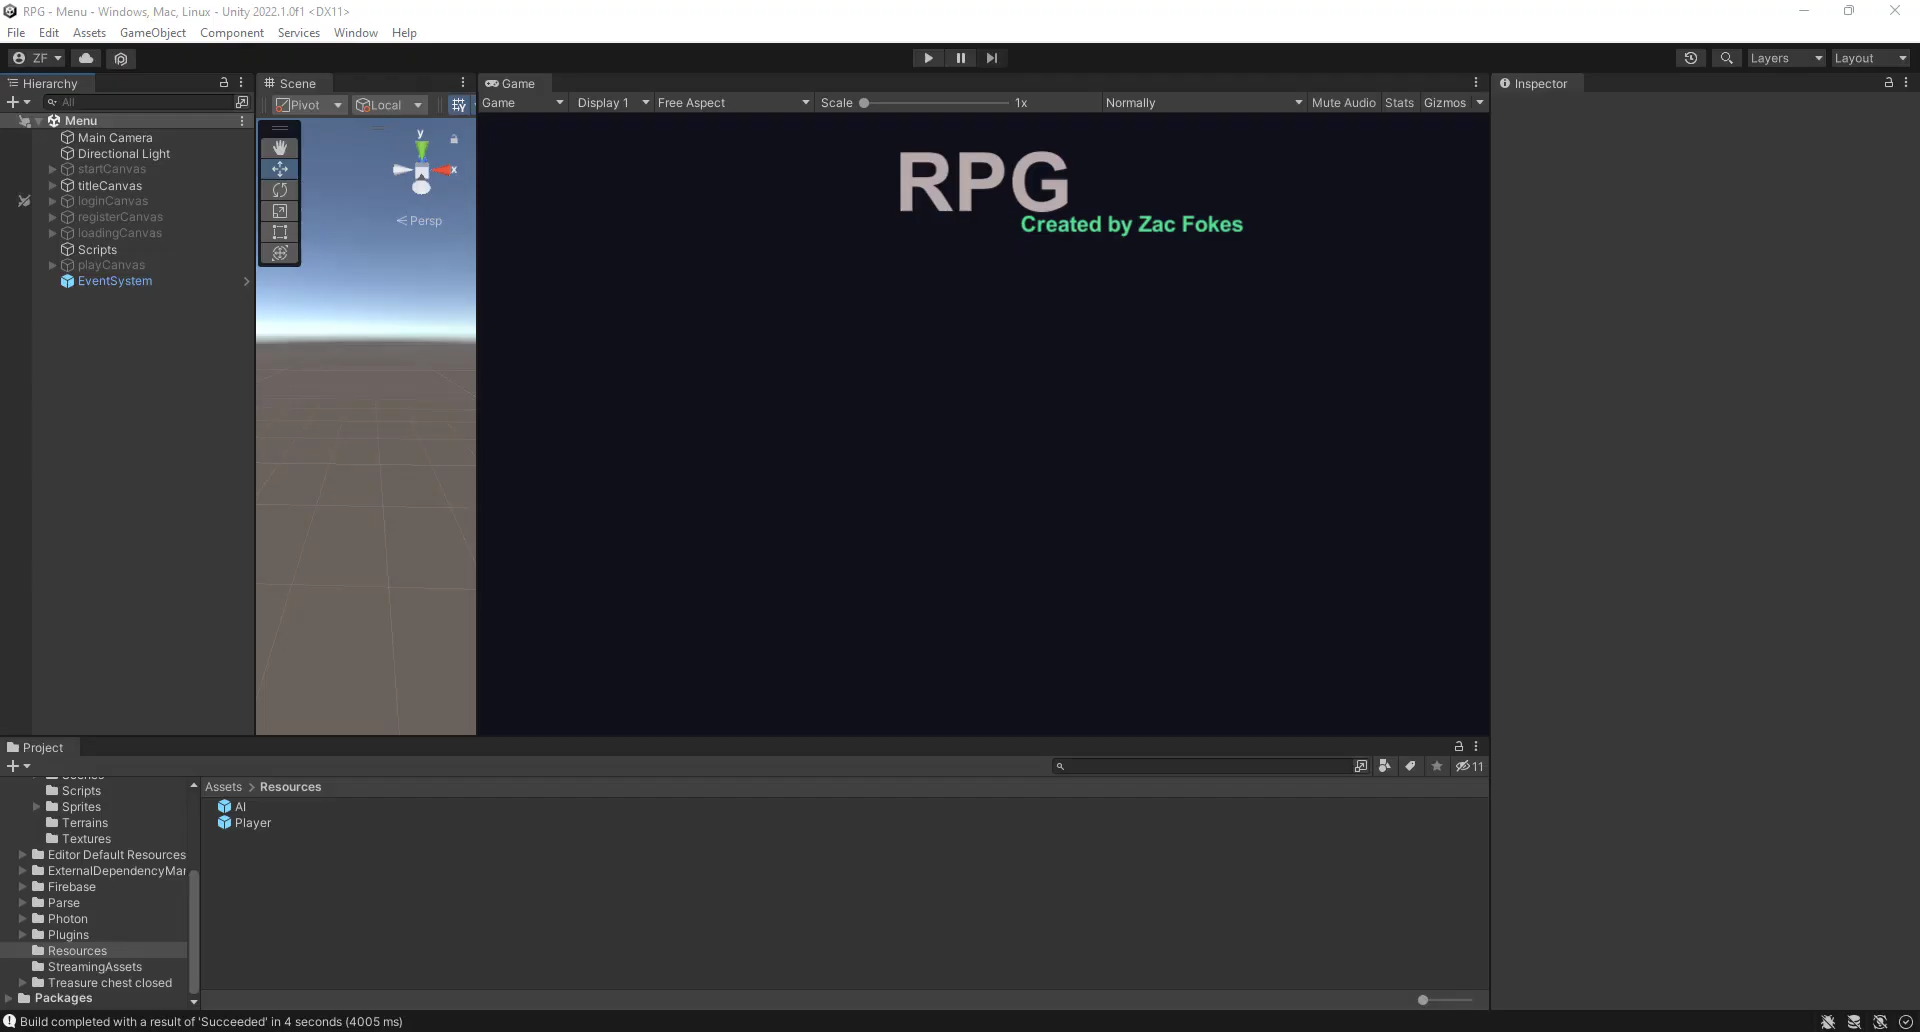 RPG - Menu - Windows, Mac, Linux - Unity 2022.1.0f1 <DX11>
File Edit Assets GameObject Component Services Window Help
ZF Layers Layout
Hierarchy Scene Game Inspector
All Pivot Local Game Display 1 Free Aspect Scale 1x Normally Mute Audio Stats Gizmos
Menu
Main Camera
Directional Light
startCanvas
titleCanvas
loginCanvas
registerCanvas
loadingCanvas
Scripts
playCanvas
EventSystem
y
x
Persp
RPG
Created by Zac Fokes
Project
11
Scenes
Scripts
Sprites
Terrains
Textures
Editor Default Resources
ExternalDependencyMar
Firebase
Parse
Photon
Plugins
Resources
StreamingAssets
Treasure chest closed
Packages
Assets > Resources
AI
Player
Build completed with a result of 'Succeeded' in 4 seconds (4005 ms)